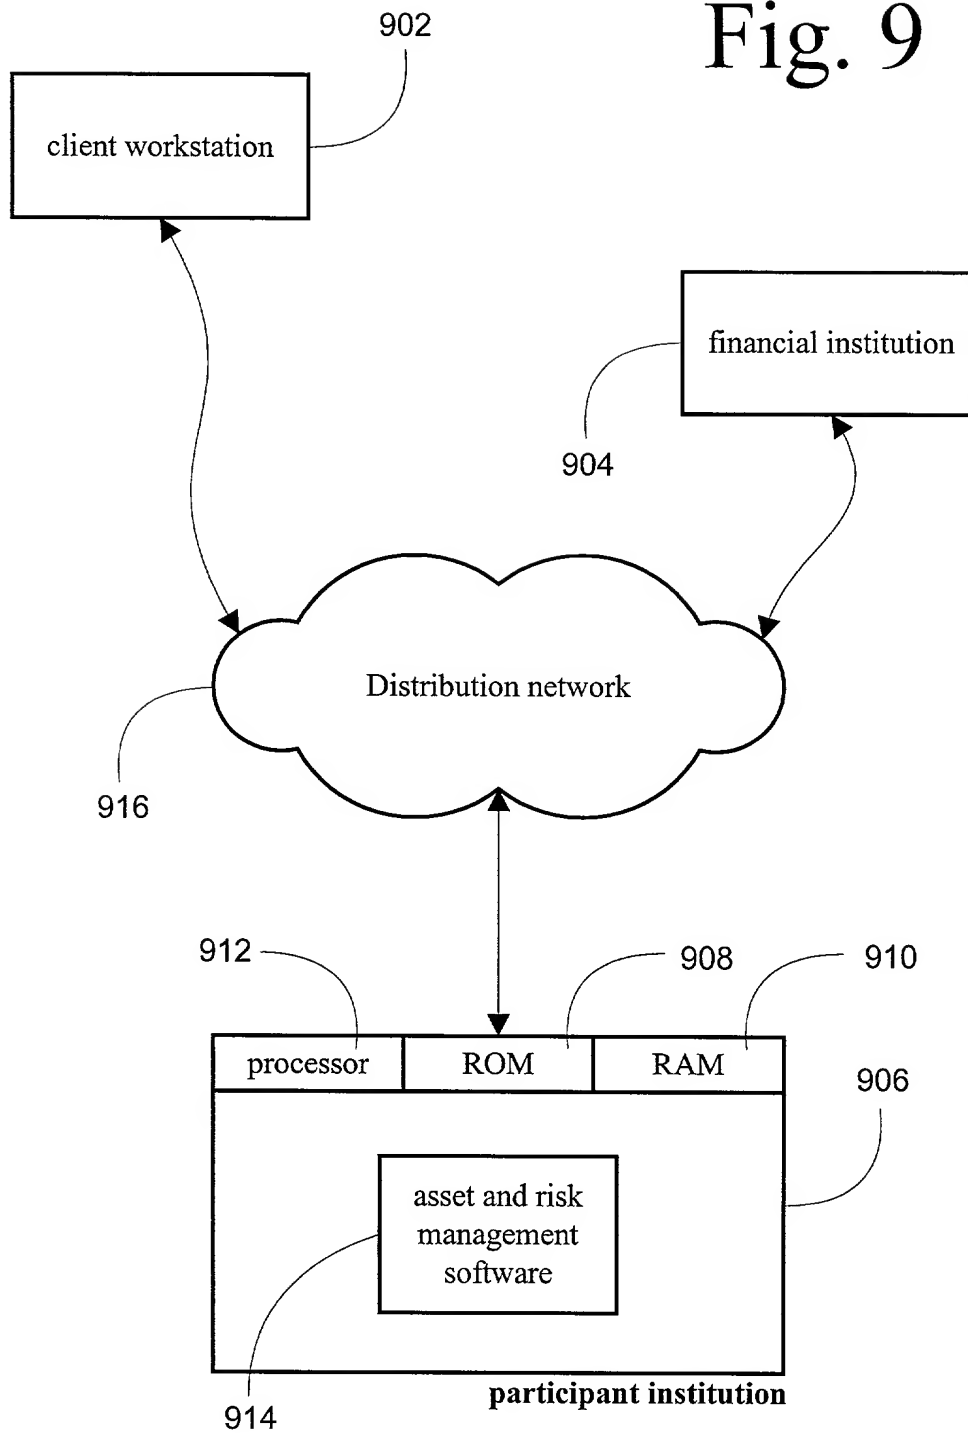 Fig. 9
902
client workstation
financial institution
904
Distribution network
916
912
908
910
processor
ROM
RAM
906
asset and risk
management
software
participant institution
914